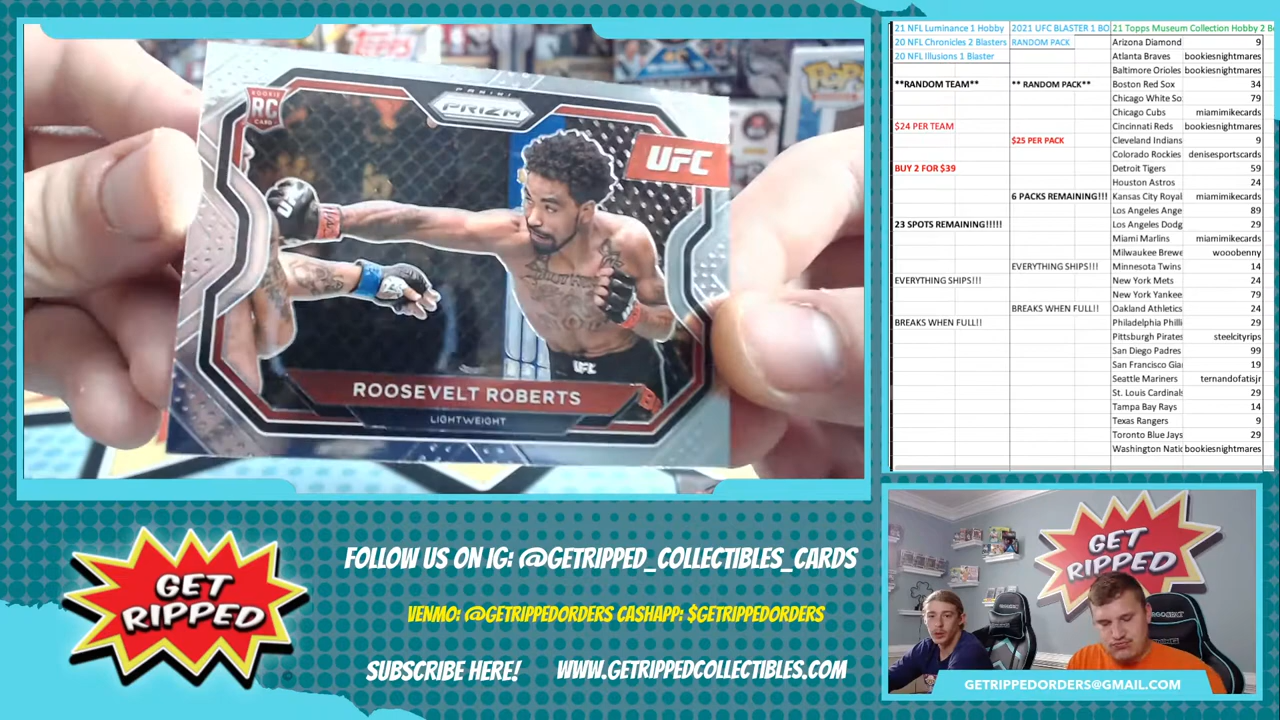 RC
ROOKIE
CARD
PANINI
PRIZM
UFC
UFC
ROOSEVELT ROBERTS
LIGHTWEIGHT
21 NFL Luminance 1 Hobby
20 NFL Chronicles 2 Blasters
20 NFL Illusions 1 Blaster
**RANDOM TEAM**
$24 PER TEAM
BUY 2 FOR $39
23 SPOTS REMAINING!!!!!
EVERYTHING SHIPS!!!
BREAKS WHEN FULL!!
2021 UFC BLASTER 1 BO
RANDOM PACK
** RANDOM PACK**
$25 PER PACK
6 PACKS REMAINING!!!
EVERYTHING SHIPS!!!
BREAKS WHEN FULL!!
21 Topps Museum Collection Hobby 2 B
Arizona Diamond 9
Atlanta Braves bookiesnightmares
Baltimore Orioles bookiesnightmares
Boston Red Sox 34
Chicago White So 79
Chicago Cubs miamimikecards
Cincinnati Reds bookiesnightmares
Cleveland Indians 9
Colorado Rockies denisesportscards
Detroit Tigers 59
Houston Astros 24
Kansas City Royal miamimikecards
Los Angeles Ange 89
Los Angeles Dodg 29
Miami Marlins miamimikecards
Milwaukee Brewe wooobenny
Minnesota Twins 14
New York Mets 24
New York Yankee 79
Oakland Athletics 24
Philadelphia Philli 29
Pittsburgh Pirates steelcityrips
San Diego Padres 99
San Francisco Gia 19
Seattle Mariners ternandofatisjr
St. Louis Cardinals 29
Tampa Bay Rays 14
Texas Rangers 9
Toronto Blue Jays 29
Washington Natic bookiesnightmares
GET
RIPPED
FOLLOW US ON IG: @GETRIPPED_COLLECTIBLES_CARDS
VENMO: @GETRIPPEDORDERS CASHAPP: $GETRIPPEDORDERS
SUBSCRIBE HERE! WWW.GETRIPPEDCOLLECTIBLES.COM
GET
RIPPED
GETRIPPEDORDERS@GMAIL.COM